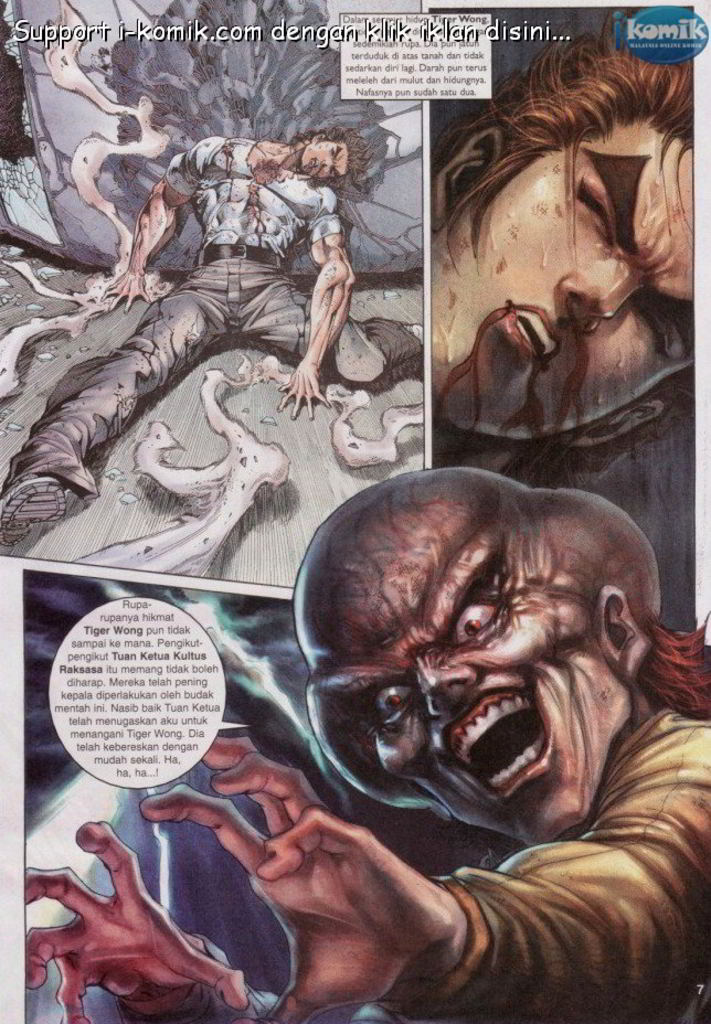 Support i-komik.com dengan klik iklan disini...
ikomik
MALAYSIA ONLINE KOMIK
Dalam se hidup Tiger Wong,
sedemikian rupa. Dia pun jatuh
terduduk di atas tanah dan tidak
sedarkan diri lagi. Darah pun terus
meleleh dari mulut dan hidungnya.
Nafasnya pun sudah satu dua.
Rupa-
rupanya hikmat
Tiger Wong pun tidak
sampai ke mana. Pengikut-
pengikut Tuan Ketua Kultus
Raksasa itu memang tidak boleh
diharap. Mereka telah pening
kepala diperlakukan oleh budak
mentah ini. Nasib baik Tuan Ketua
telah menugaskan aku untuk
menangani Tiger Wong. Dia
telah kebereskan dengan
mudah sekali. Ha,
ha, ha...!
7